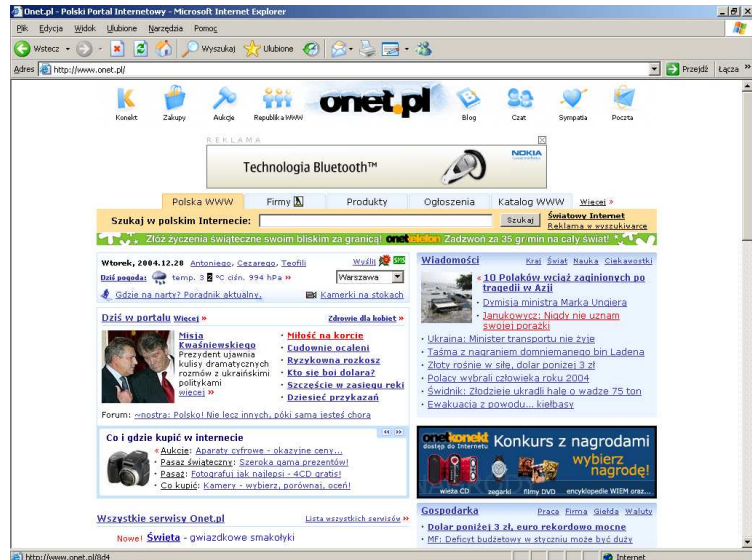 Onet.pl - Polski Portal Internetowy - Microsoft Internet Explorer
Plik Edycja Widok Ulubione Narzędzia Pomoc
Wstecz Wyszukaj Ulubione
Adres http://www.onet.pl/ Przejdź Łącza »
Konekt Zakupy Aukcje Republika WWW onet.pl Blog Czat Sympatia Poczta
REKLAMA
Technologia Bluetooth™ NOKIA
Polska WWW Firmy Produkty Ogłoszenia Katalog WWW Więcej »
Szukaj w polskim Internecie: Szukaj Światowy Internet
Reklama w wyszukiwarce
Złóż życzenia świąteczne swoim bliskim za granicą! onettelefon Zadzwoń za 35 gr/min na cały świat!
Wtorek, 2004.12.28 Antoniego, Cezarego, Teofili Wyślij SMS
Dziś pogoda: temp. 3 °C ciśn. 994 hPa » Warszawa
Gdzie na narty? Poradnik aktualny. Kamerki na stokach
Dziś w portalu Więcej » Zdrowie dla kobiet »
Misja
Kwaśniewskiego
Prezydent ujawnia
kulisy dramatycznych
rozmów z ukraińskimi
politykami
więcej »
· Miłość na korcie
· Cudownie ocaleni
· Ryzykowna rozkosz
· Kto się boi dolara?
· Szczęście w zasięgu ręki
· Dziesięć przykazań
Forum: ~nostra: Polsko! Nie lecz innych, póki sama jesteś chora
Co i gdzie kupić w internecie
« Aukcje: Aparaty cyfrowe - okazyjne ceny...
· Pasaż świąteczny: Szeroka gama prezentów!
· Pasaż: Fotografuj jak najlepsi - 4CD gratis!
· Co kupić: Kamery - wybierz, porównaj, oceń!
Wszystkie serwisy Onet.pl Lista wszystkich serwisów »
Nowe! Święta - gwiazdkowe smakołyki
Wiadomości Kraj Świat Nauka Ciekawostki
« 10 Polaków wciąż zaginionych po
tragedii w Azji
· Dymisja ministra Marka Ungiera
· Janukowycz: Nigdy nie uznam
swojej porażki
· Ukraina: Minister transportu nie żyje
· Taśma z nagraniem domniemanego bin Ladena
· Złoty rośnie w siłę, dolar poniżej 3 zł
· Polacy wybrali człowieka roku 2004
· Świdnik: Złodzieje ukradli halę o wadze 75 ton
· Ewakuacja z powodu... kiełbasy
onetkonekt Konkurs z nagrodami
dostęp do Internetu
wybierz
nagrodę!
wieża CD zegarki filmy DVD encyklopedie WIEM oraz...
Gospodarka Praca Firma Giełda Waluty
· Dolar poniżej 3 zł, euro rekordowo mocne
· MF: Deficyt budżetowy w styczniu może być duży
http://www.onet.pl/8d4 Internet